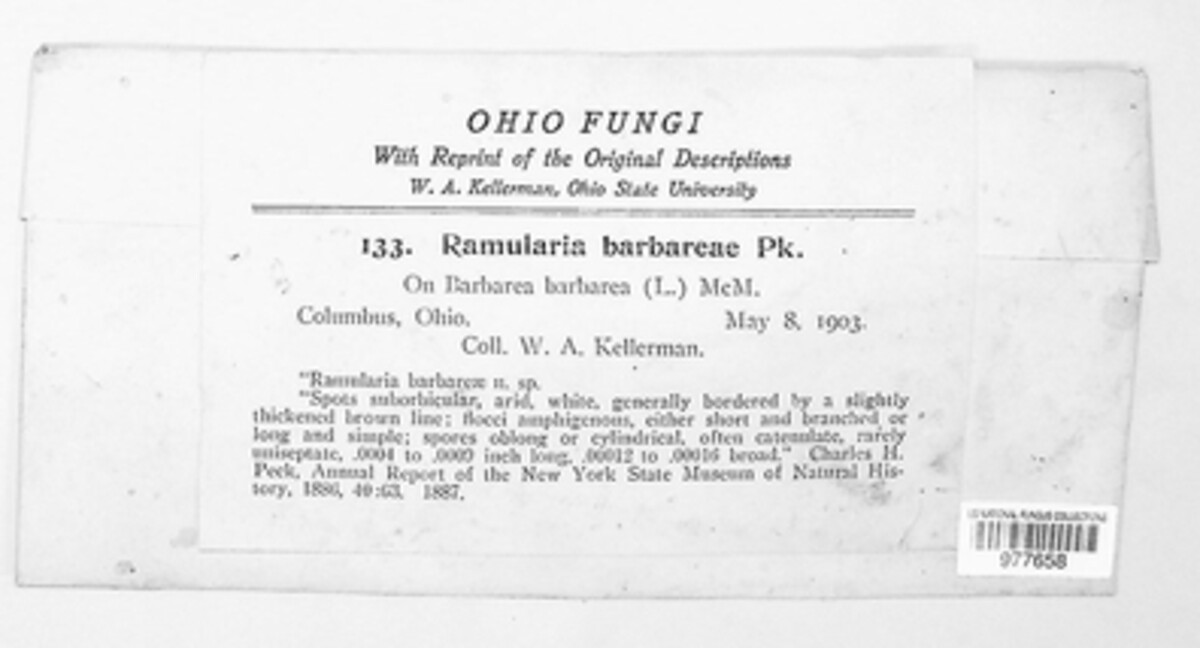 OHIO FUNGI
With Reprint of the Original Descriptions
W. A. Kellerman, Ohio State University
133. Ramularia barbareae Pk.
On Barbarea barbarea (L.) McM.
Columbus, Ohio. May 8, 1903.
Coll. W. A. Kellerman.
"Ramularia barbareæ n. sp.
"Spots suborbicular, arid, white, generally bordered by a slightly
thickened brown line; flocci amphigenous, either short and branched or
long and simple; spores oblong or cylindrical, often catenulate, rarely
uniseptate, .0004 to .0009 inch long, .00012 to .00016 broad." Charles H.
Peck, Annual Report of the New York State Museum of Natural His-
tory, 1886, 40:63. 1887.
US NATIONAL FUNGUS COLLECTIONS
977658